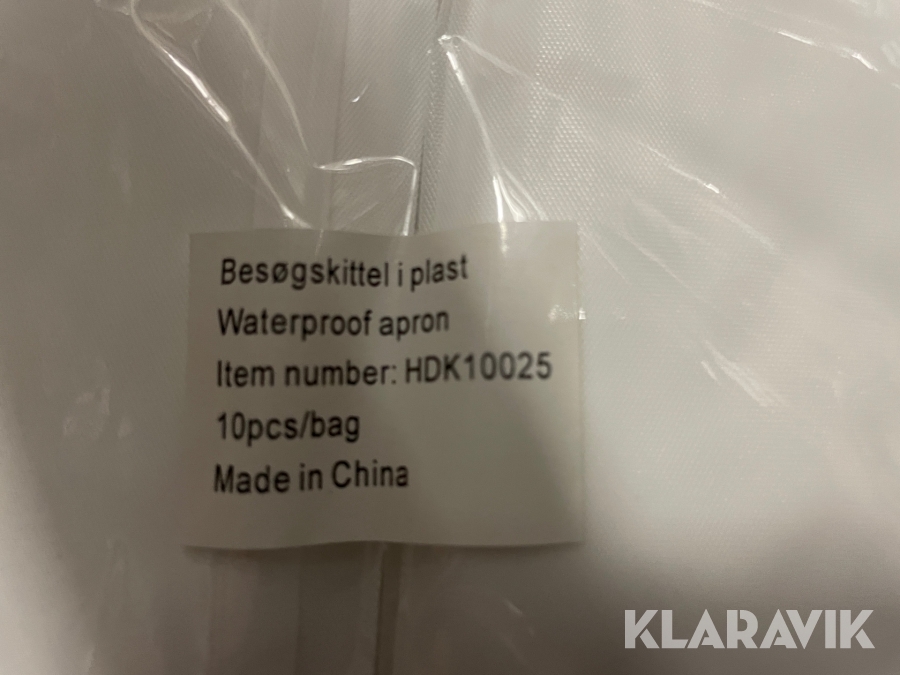 Besøgskittel i plast
Waterproof apron
Item number: HDK10025
10pcs/bag
Made in China
KLARAVIK